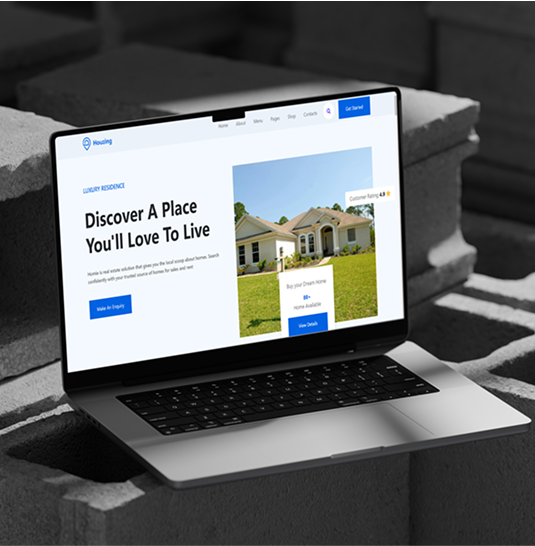 Housing
Home About Menu Pages Shop Contacts
Get Started
LUXURY RESIDENCE
Discover A Place
You'll Love To Live
Home is real estate solution that gives you the local scoop about homes. Search
confidently with your trusted source of homes for sales and rent
Make An Enquiry
Customer Rating 4.9
Buy your Dream Home
80+
Home Available
View Details